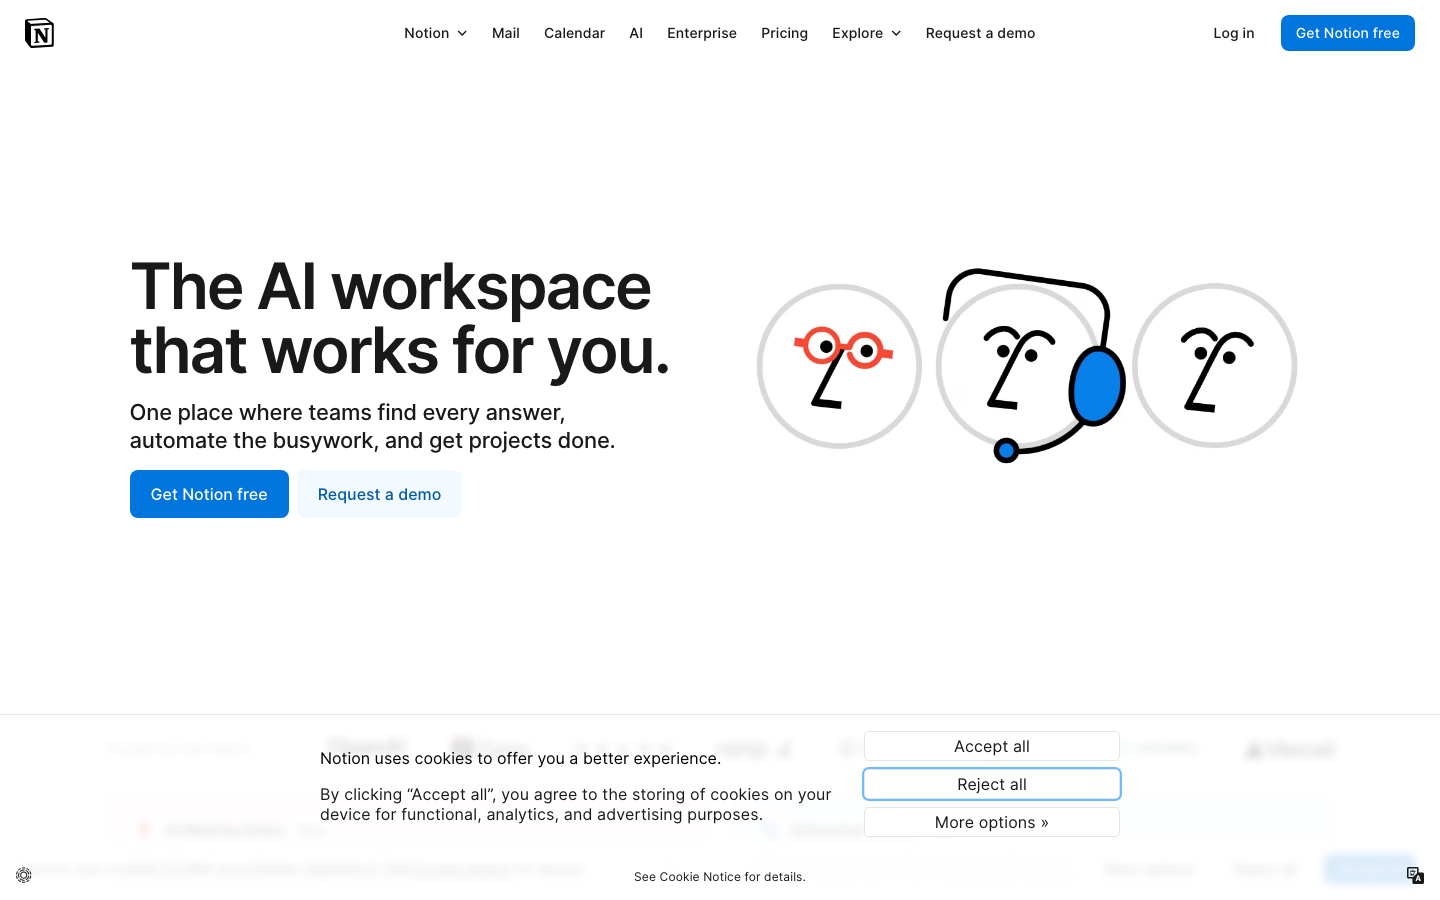 Notion
Mail
Calendar
AI
Enterprise
Pricing
Explore
Request a demo
Log in
Get Notion free
The AI workspace
that works for you.
One place where teams find every answer,
automate the busywork, and get projects done.
Get Notion free
Request a demo
Notion uses cookies to offer you a better experience.
By clicking “Accept all”, you agree to the storing of cookies on your
device for functional, analytics, and advertising purposes.
Accept all
Reject all
More options »
See Cookie Notice for details.